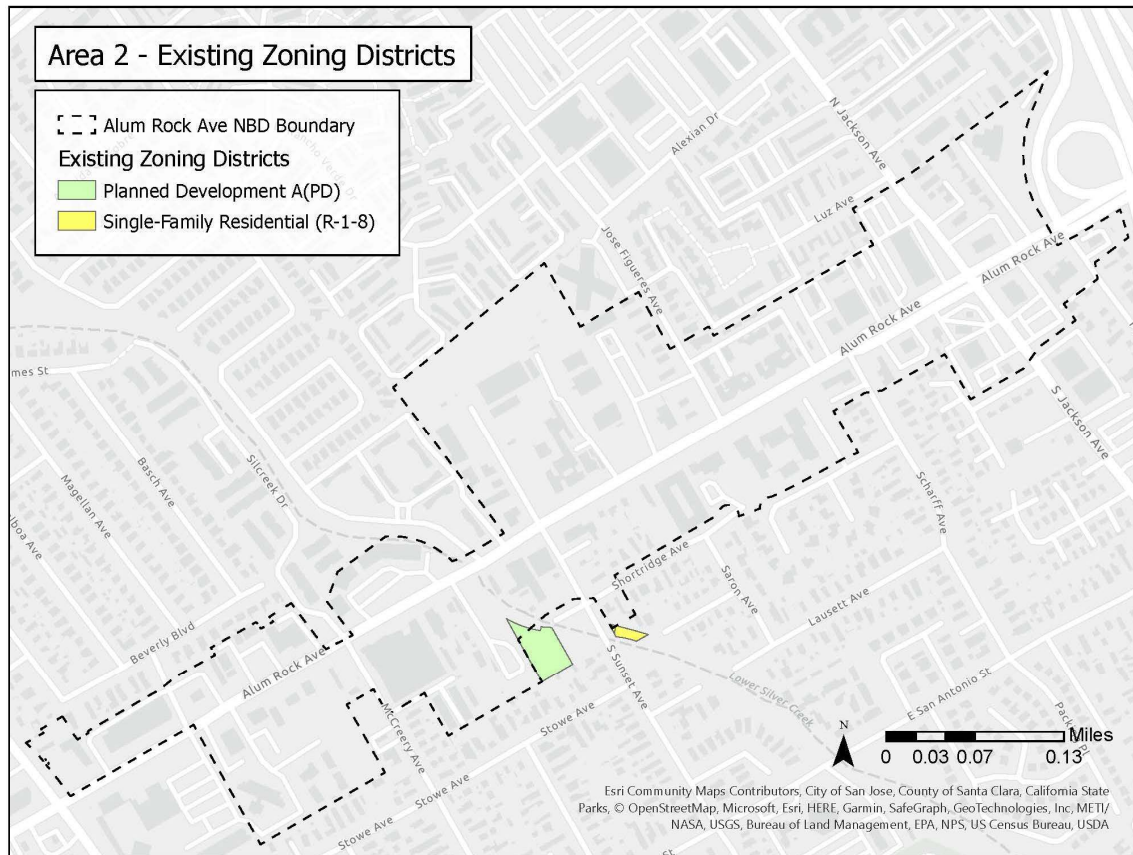 Area 2 - Existing Zoning Districts
Alum Rock Ave NBD Boundary
Existing Zoning Districts
Planned Development A(PD)
Single-Family Residential (R-1-8)
Alexian Dr
N Jackson Ave
Luz Ave
Jose Figueres Ave
Alum Rock Ave
Alum Rock Ave
S Jackson Ave
mes St
Basch Ave
Silcreek Dr
Magellan Ave
lboa Ave
Scharff Ave
Shortridge Ave
Saron Ave
Lausett Ave
Beverly Blvd
S Sunset Ave
Alum Rock Ave
Lower Silver Creek
E San Antonio St
McCreery Ave
Stowe Ave
Stowe Ave
Stowe Ave
N
Miles
0 0.03 0.07 0.13
Esri Community Maps Contributors, City of San Jose, County of Santa Clara, California State
Parks, © OpenStreetMap, Microsoft, Esri, HERE, Garmin, SafeGraph, GeoTechnologies, Inc, METI/
NASA, USGS, Bureau of Land Management, EPA, NPS, US Census Bureau, USDA